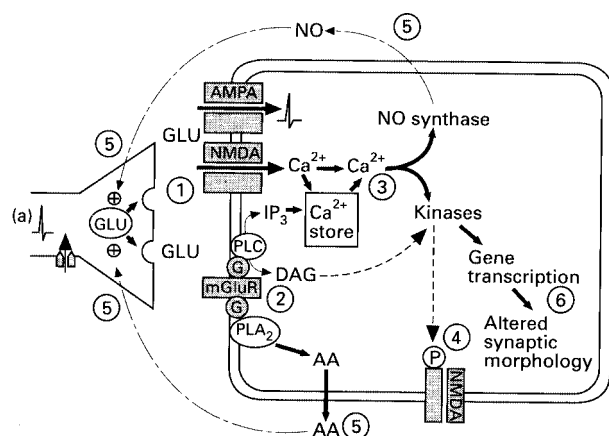 NO
5
AMPA
GLU
NO synthase
5
NMDA
1
Ca2+
Ca2+
3
(a)
GLU
IP3
Ca2+
store
Kinases
GLU
PLC
G
DAG
Gene
transcription
mGluR
2
6
G
Altered
synaptic
morphology
5
PLA2
4
P
AA
NMDA
AA
5